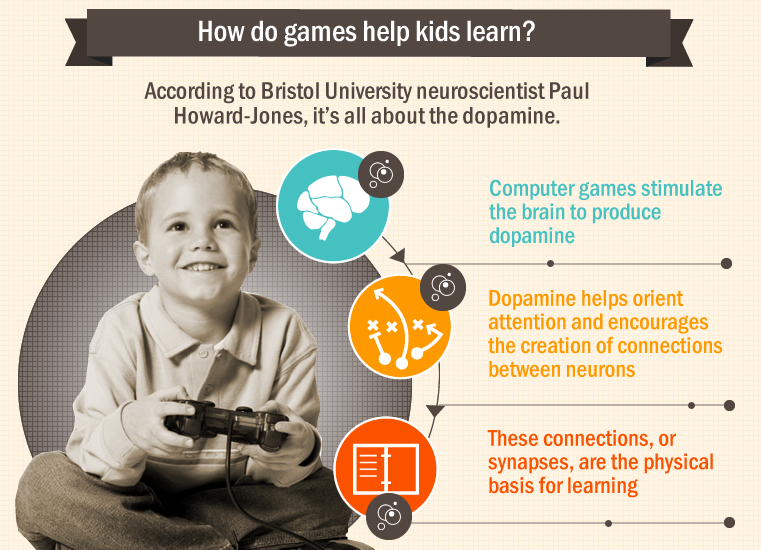 How do games help kids learn?
According to Bristol University neuroscientist Paul
Howard-Jones, it's all about the dopamine.
Computer games stimulate
the brain to produce
dopamine
Dopamine helps orient
attention and encourages
the creation of connections
between neurons
These connections, or
synapses, are the physical
basis for learning